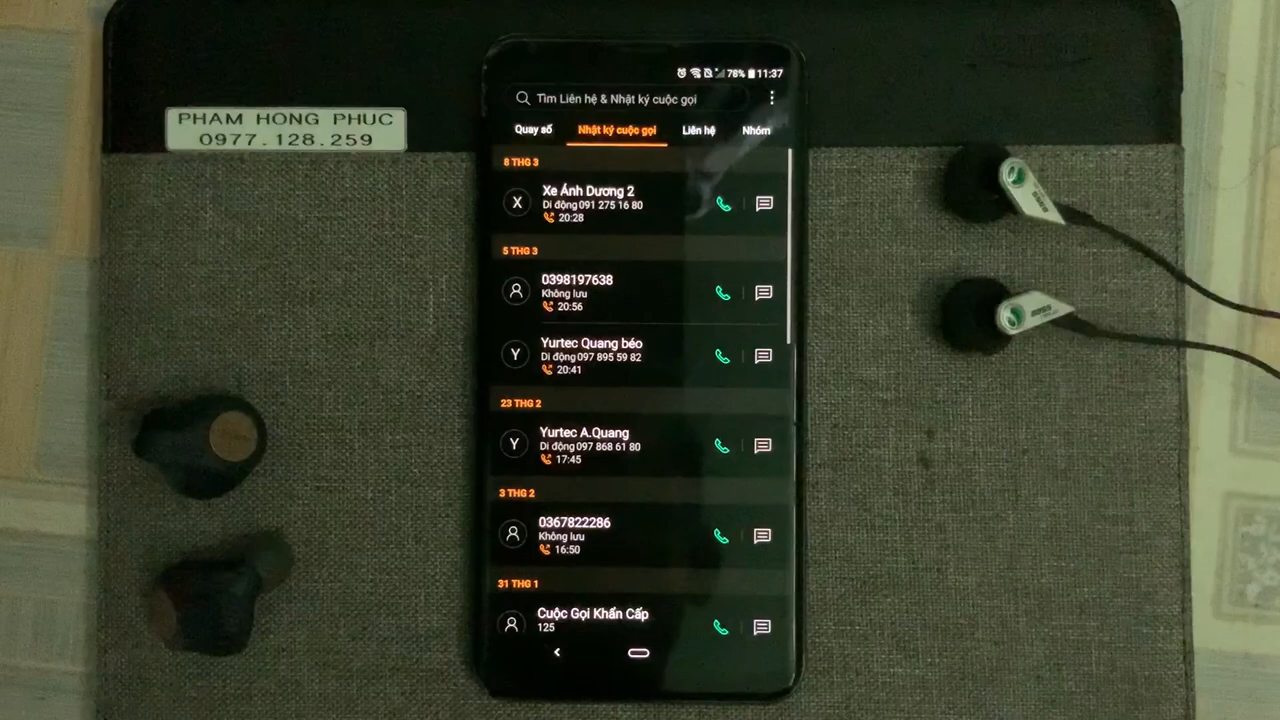 PHAM HONG PHUC
0977.128.259
78% 11:37
Tìm Liên hệ & Nhật ký cuộc gọi
Quay số Nhật ký cuộc gọi Liên hệ Nhóm
8 THG 3
X
Xe Ánh Dương 2
Di động 091 275 16 80
20:28
5 THG 3
0398197638
Không lưu
20:56
Y
Yurtec Quang béo
Di động 097 895 59 82
20:41
23 THG 2
Y
Yurtec A.Quang
Di động 097 868 61 80
17:45
3 THG 2
0367822286
Không lưu
16:50
31 THG 1
Cuộc Gọi Khẩn Cấp
125